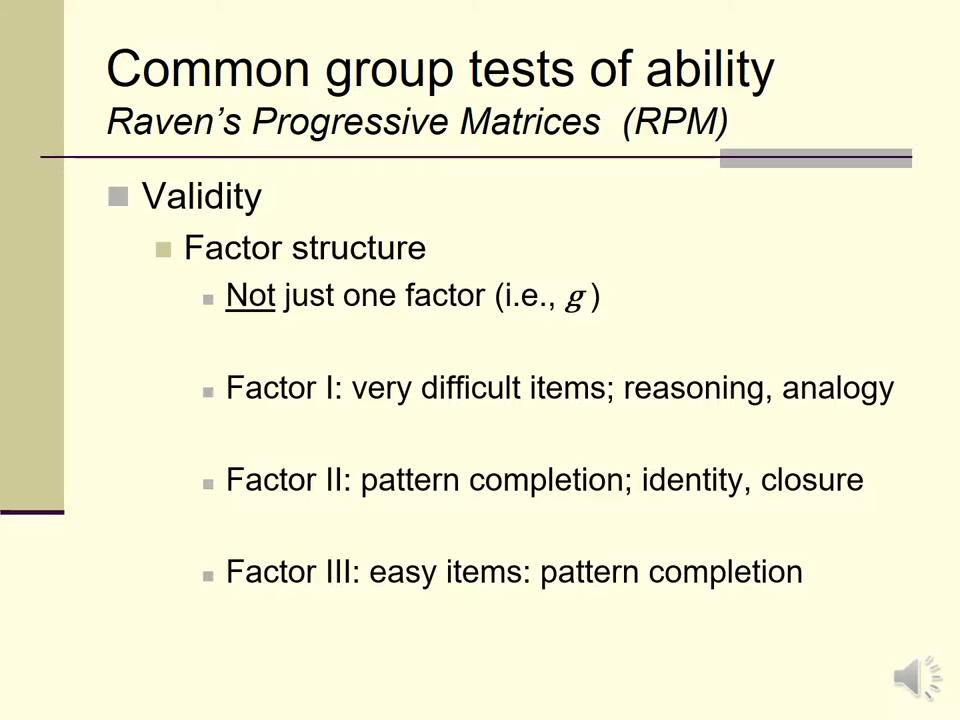 Common group tests of ability
Raven’s Progressive Matrices (RPM)
Validity
Factor structure
Not just one factor (i.e., g )
Factor I: very difficult items; reasoning, analogy
Factor II: pattern completion; identity, closure
Factor III: easy items: pattern completion